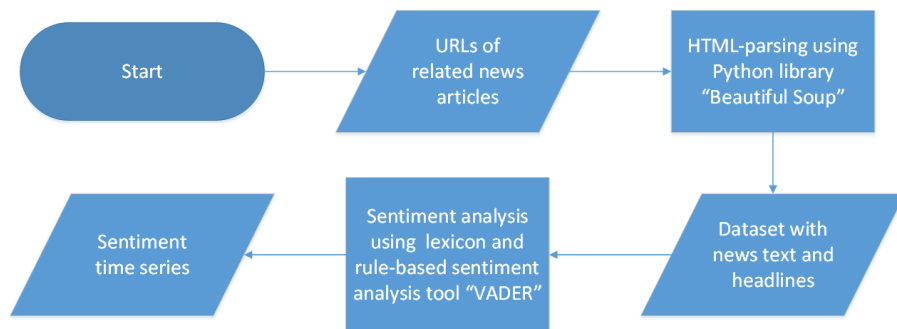 Start
URLs of
related news
articles
HTML-parsing using
Python library
“Beautiful Soup”
Dataset with
news text and
headlines
Sentiment analysis
using lexicon and
rule-based sentiment
analysis tool “VADER”
Sentiment
time series